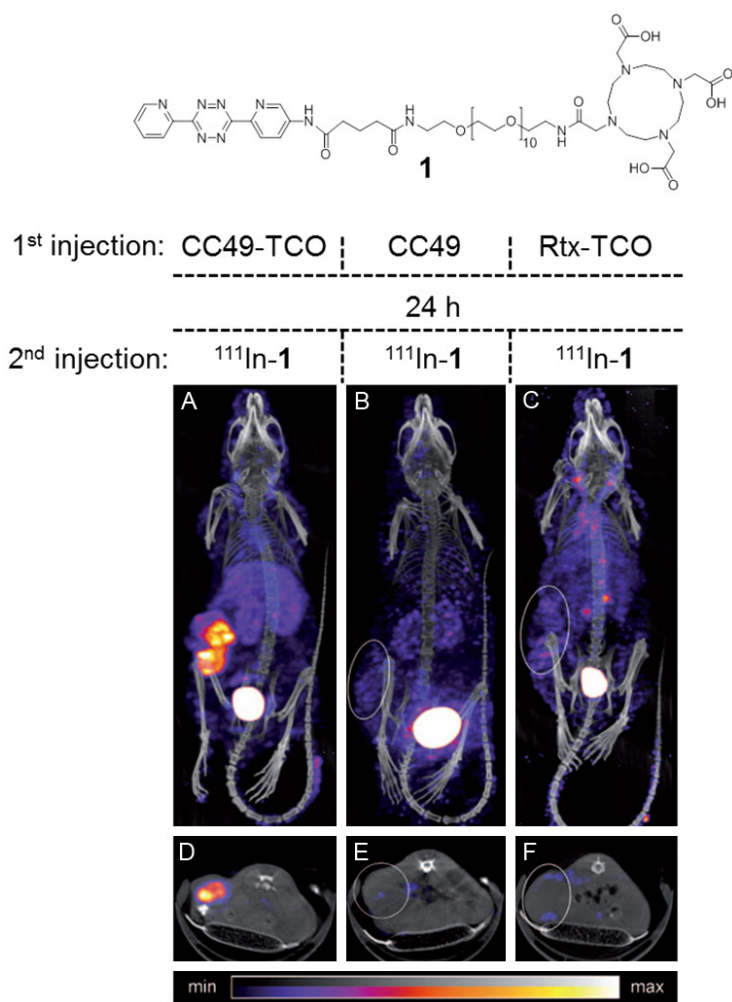 O
OH
O
OH
N
N
N
N
N
N
N
N
N
H
N
O
O
H
N
O
O
10
N
H
O
N
N
HO
O
1
1st injection: CC49-TCO CC49 Rtx-TCO
24 h
2nd injection: 111In-1 111In-1 111In-1
A B C
D E F
min max